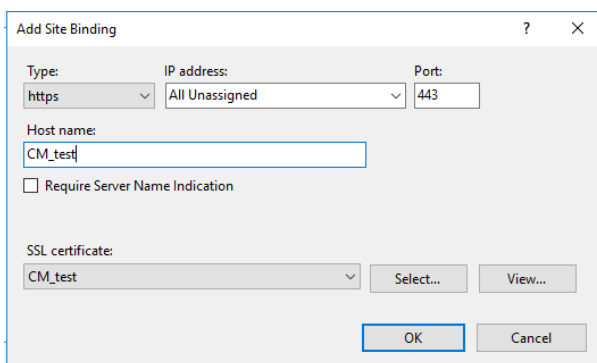 Add Site Binding ? X
Type: IP address: Port:
https All Unassigned 443
Host name:
CM_test
Require Server Name Indication
SSL certificate:
CM_test Select... View...
OK Cancel